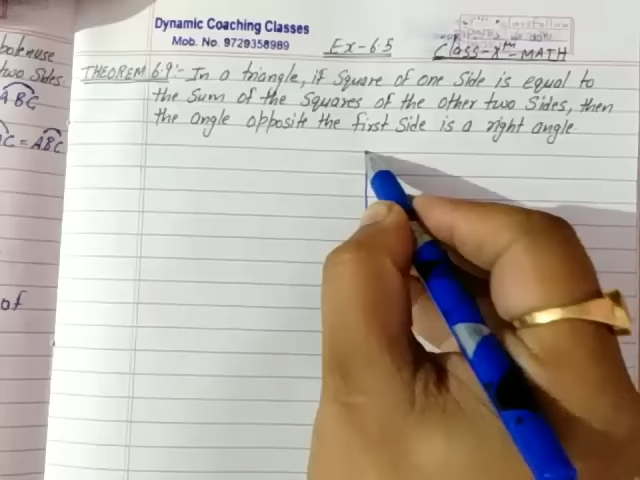 Dynamic Coaching Classes
Mob. No. 9729358989
Ex-6.5
Class-Xth-MATH
THEOREM 6.9:- In a triangle, if square of one side is equal to
the sum of the squares of the other two sides, then
the angle opposite the first side is a right angle.
two sides
ABC
C = ABC
of